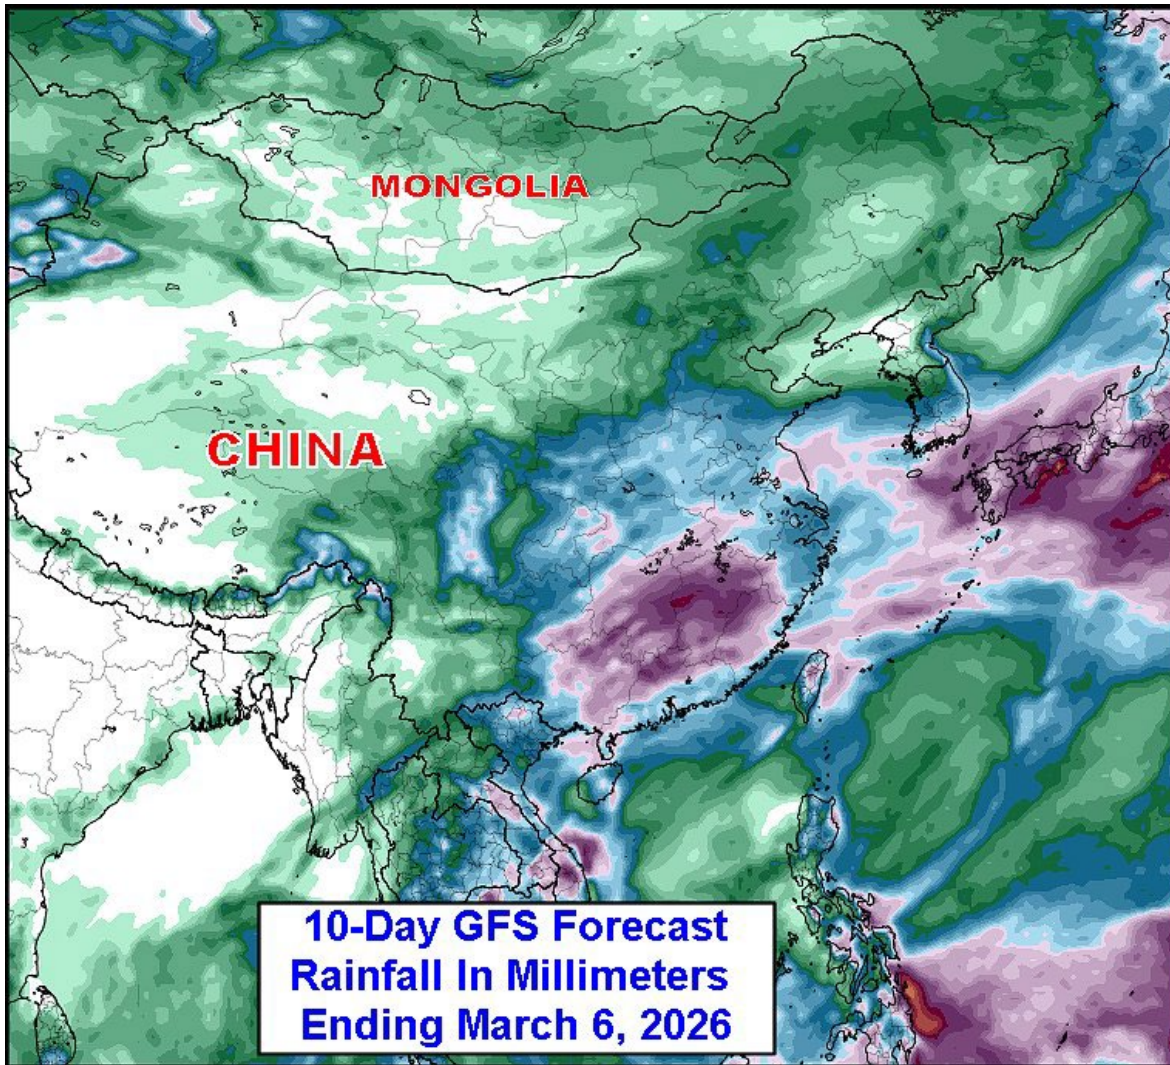 MONGOLIA
CHINA
10-Day GFS Forecast
Rainfall In Millimeters
Ending March 6, 2026